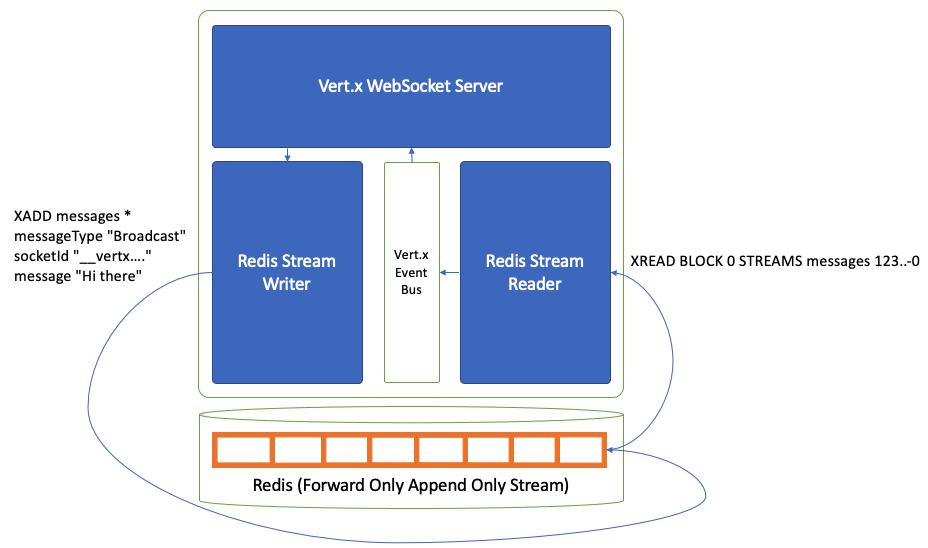 Vert.x WebSocket Server
XADD messages *
messageType "Broadcast"
socketId "__vertx...."
message "Hi there"
Redis Stream
Writer
Vert.x
Event
Bus
Redis Stream
Reader
XREAD BLOCK 0 STREAMS messages 123..-0
Redis (Forward Only Append Only Stream)